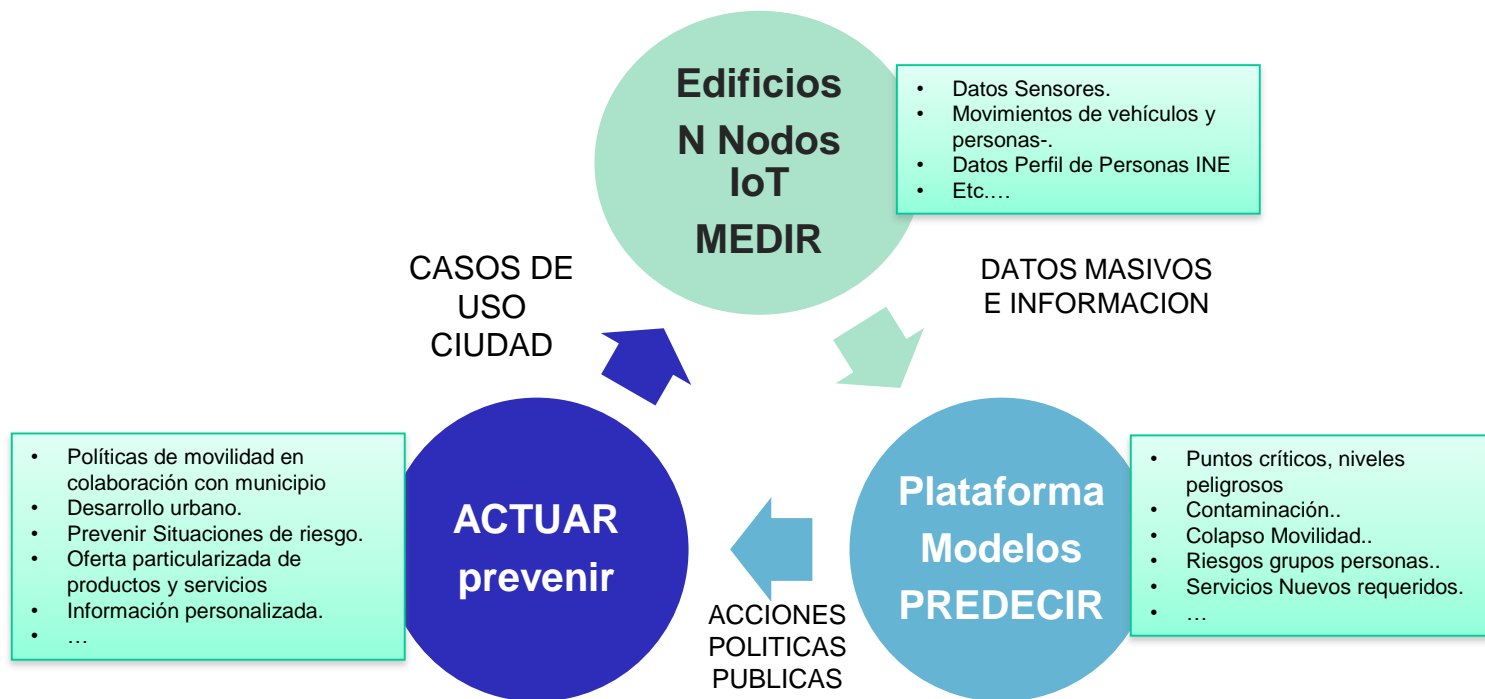 Edificios
N Nodos
IoT
MEDIR
• Datos Sensores.
• Movimientos de vehículos y
personas-.
• Datos Perfil de Personas INE
• Etc.…
CASOS DE
USO
CIUDAD
DATOS MASIVOS
E INFORMACION
• Políticas de movilidad en
colaboración con municipio
• Desarrollo urbano.
• Prevenir Situaciones de riesgo.
• Oferta particularizada de
productos y servicios
• Información personalizada.
• …
ACTUAR
prevenir
ACCIONES
POLITICAS
PUBLICAS
Plataforma
Modelos
PREDECIR
• Puntos críticos, niveles
peligrosos
• Contaminación..
• Colapso Movilidad..
• Riesgos grupos personas..
• Servicios Nuevos requeridos.
• …